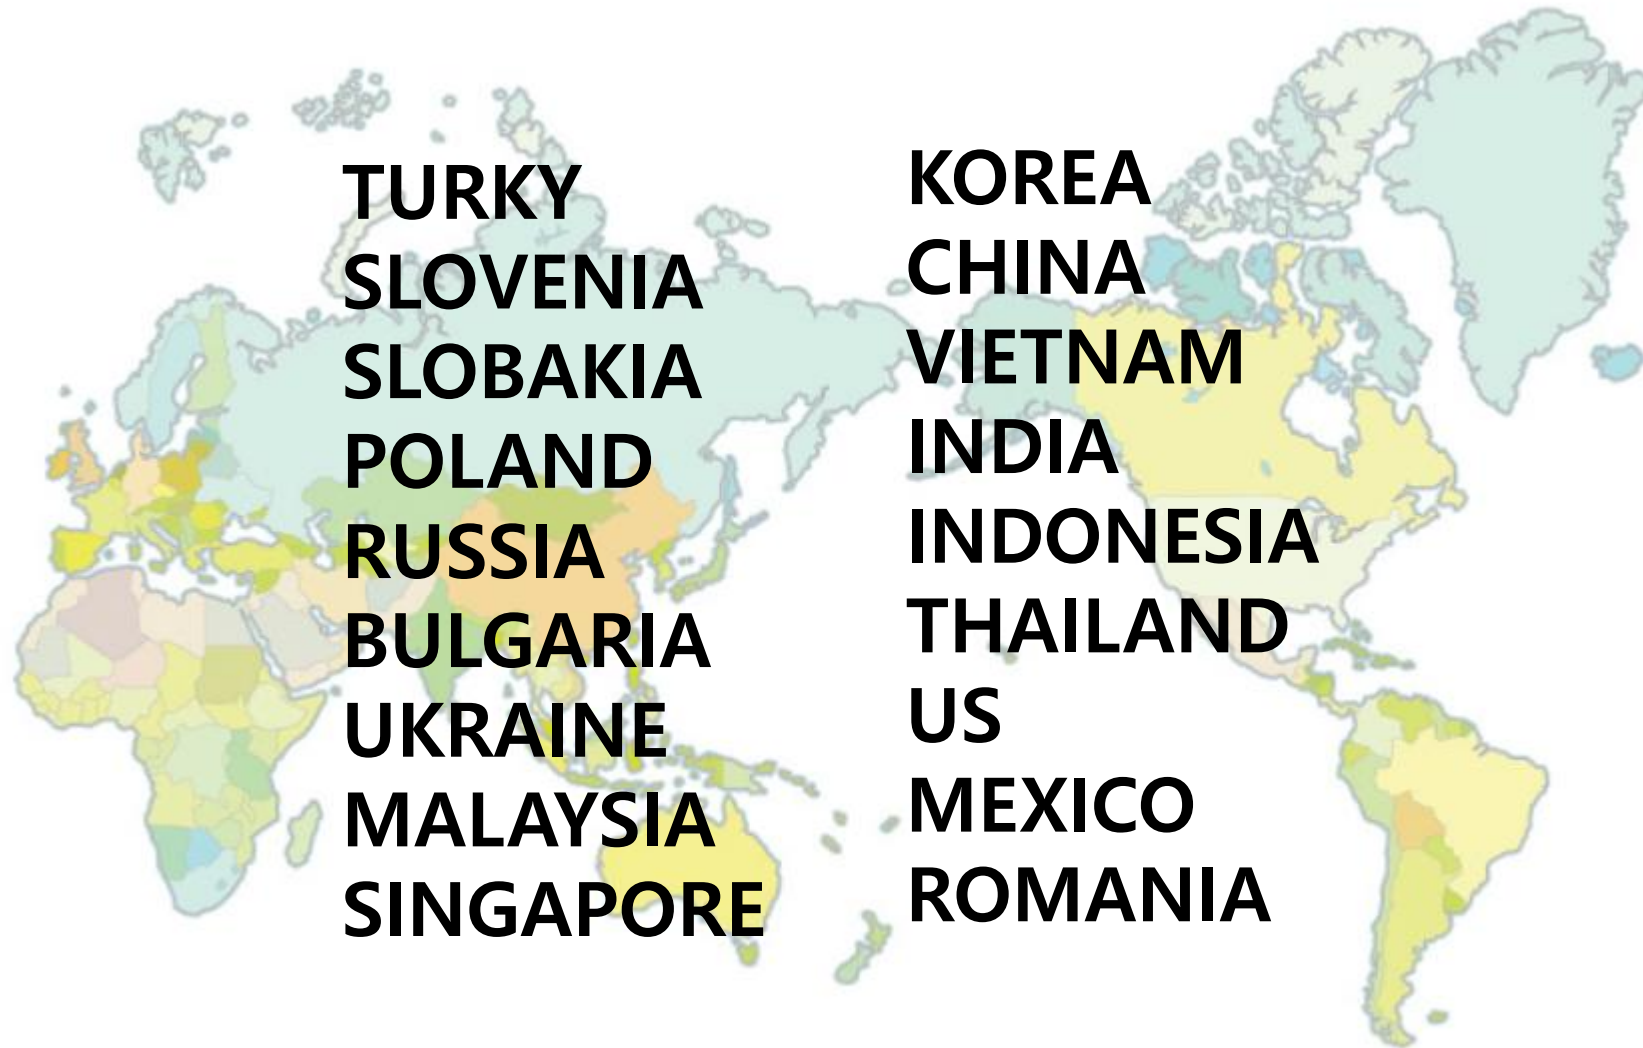 TURKY
SLOVENIA
SLOBAKIA
POLAND
RUSSIA
BULGARIA
UKRAINE
MALAYSIA
SINGAPORE
KOREA
CHINA
VIETNAM
INDIA
INDONESIA
THAILAND
US
MEXICO
ROMANIA